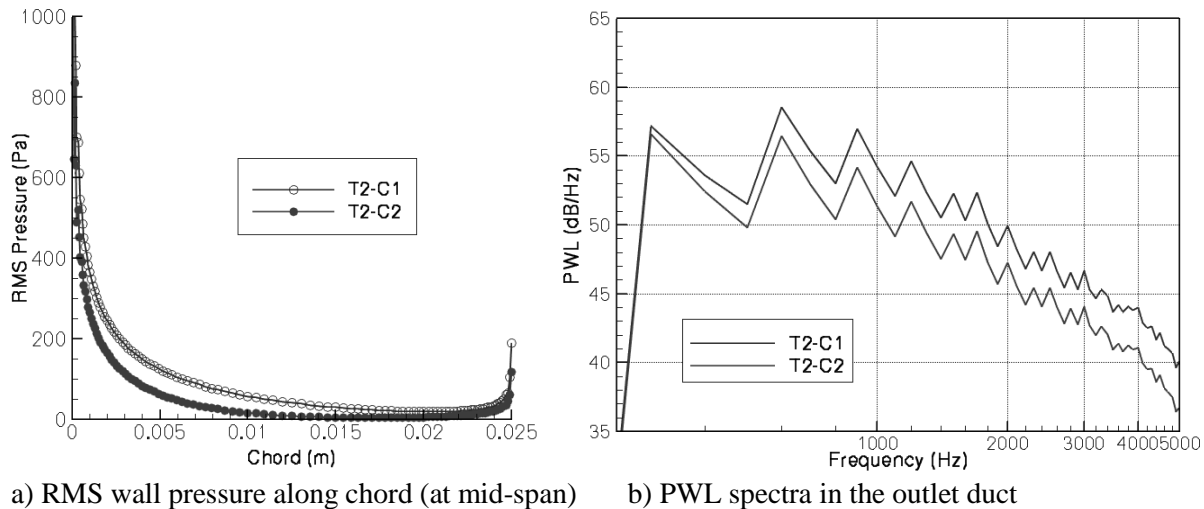 1000
800
600
400
200
0
RMS Pressure (Pa)
T2-C1
T2-C2
0 0.005 0.01 0.015 0.02 0.025
Chord (m)
65
60
55
50
45
40
35
PWL (dB/Hz)
T2-C1
T2-C2
1000 2000 3000 4000 5000
Frequency (Hz)
a) RMS wall pressure along chord (at mid-span)
b) PWL spectra in the outlet duct